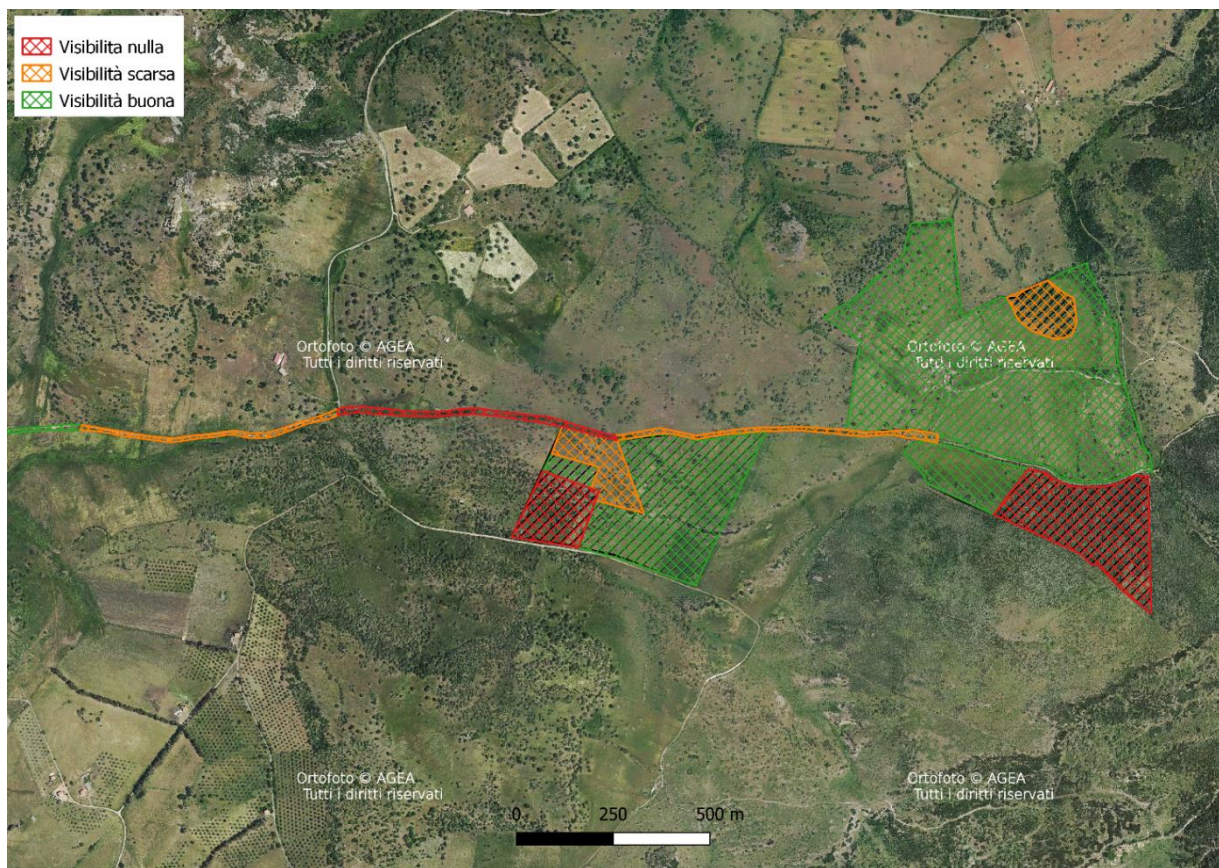 Visibilita nulla
Visibilità scarsa
Visibilità buona
Ortofoto © AGEA
Tutti i diritti riservati
Ortofoto © AGEA
Tutti i diritti riservati
Ortofoto © AGEA
Tutti i diritti riservati
Ortofoto © AGEA
Tutti i diritti riservati
0 250 500 m